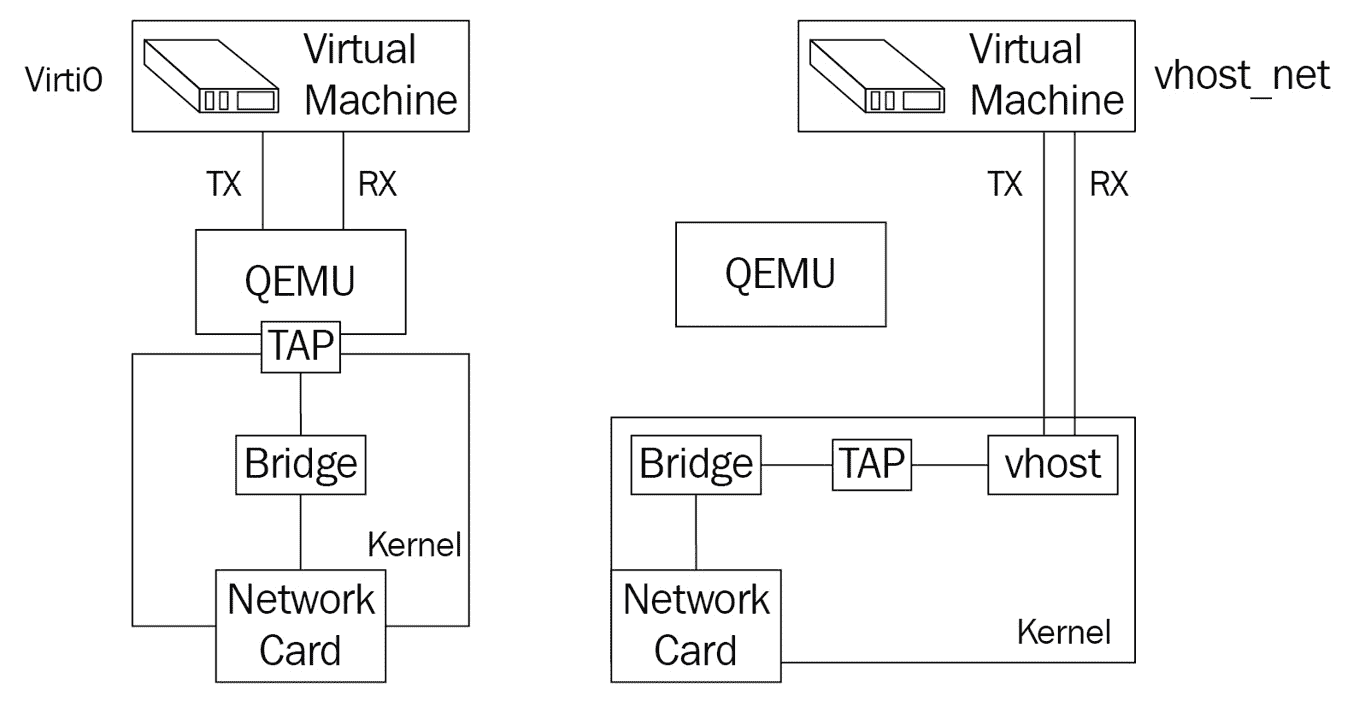 VirtiO
Virtual
Machine
TX
RX
QEMU
TAP
Bridge
Kernel
Network
Card
Virtual
Machine
vhost_net
TX
RX
QEMU
Bridge
TAP
vhost
Network
Card
Kernel